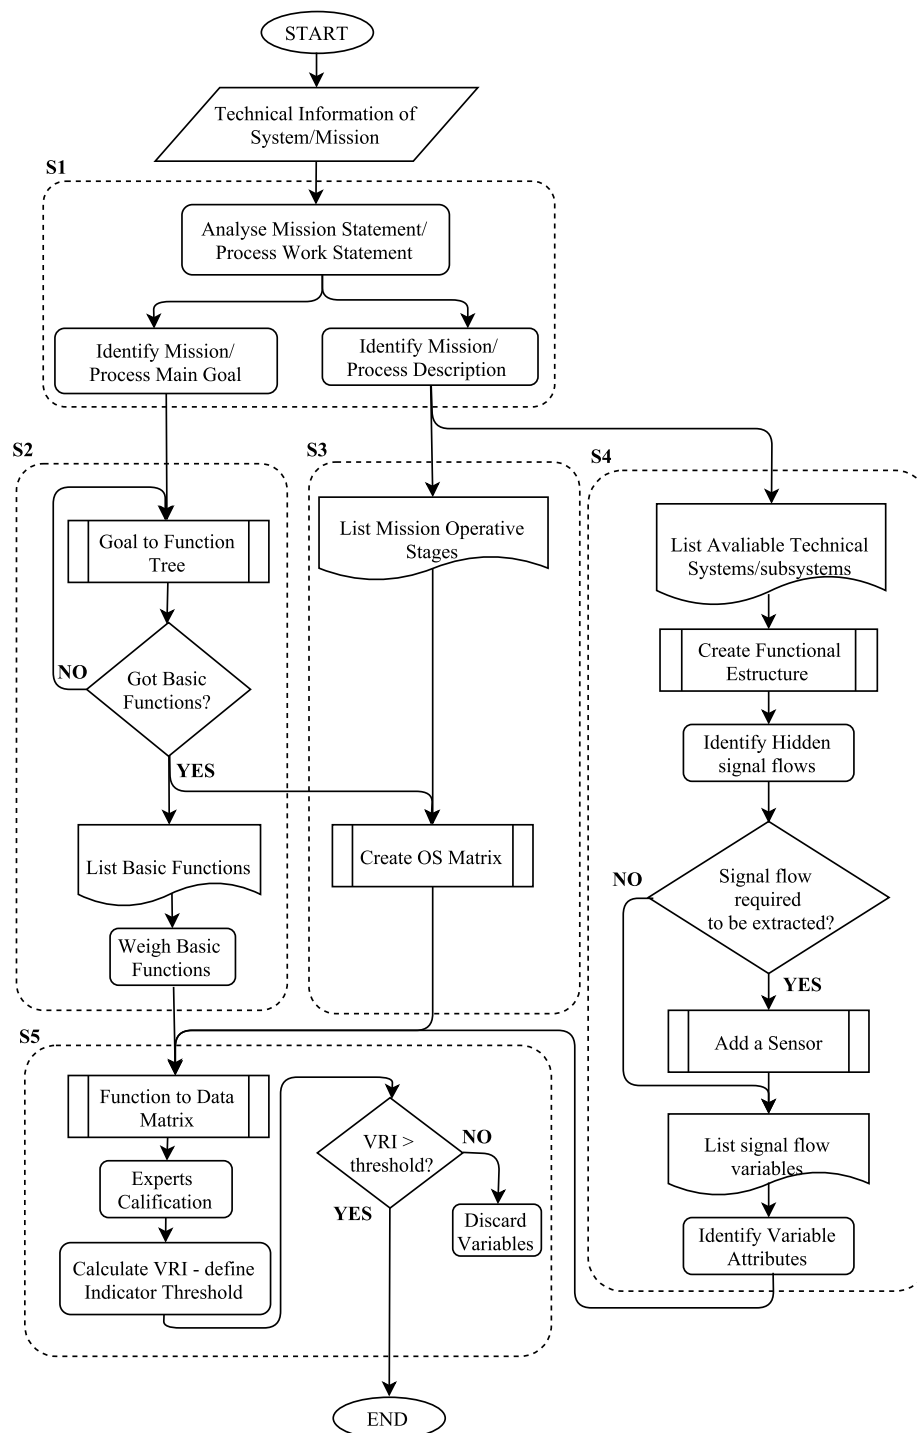 START
Technical Information of
System/Mission
S1
Analyse Mission Statement/
Process Work Statement
Identify Mission/
Process Main Goal
Identify Mission/
Process Description
S2
Goal to Function
Tree
NO
Got Basic
Functions?
YES
List Basic Functions
Weigh Basic
Functions
S3
List Mission Operative
Stages
Create OS Matrix
S4
List Avaliable Technical
Systems/subsystems
Create Functional
Estructure
Identify Hidden
signal flows
NO
Signal flow
required
to be extracted?
YES
Add a Sensor
List signal flow
variables
Identify Variable
Attributes
S5
Function to Data
Matrix
Experts
Calification
Calculate VRI - define
Indicator Threshold
VRI >
threshold?
NO
YES
Discard
Variables
END